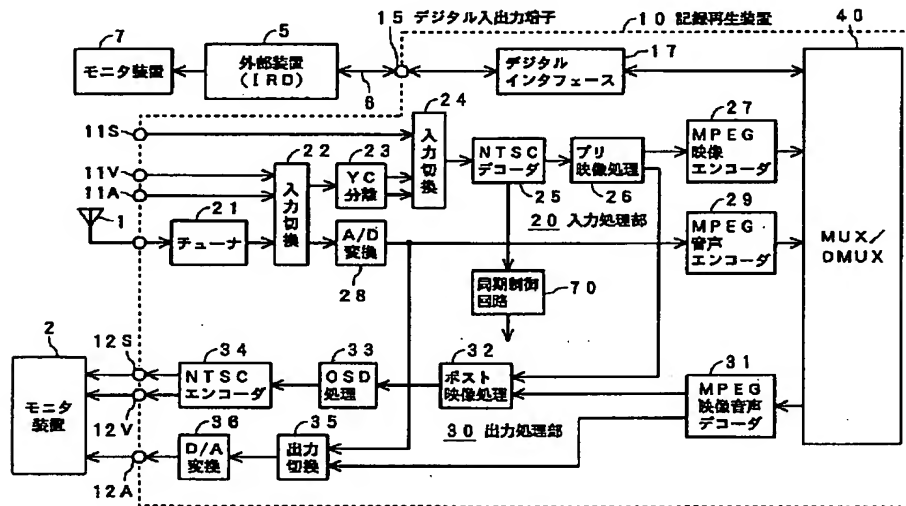 15 デジタル入出力端子
10 記録再生装置
40
7
モニタ装置
5
外部装置
(IRD)
6
17
デジタル
インタフェース
11S
11V
11A
1
21
チューナ
22
入力切換
23
YC
分離
24
入力切換
A/D
変換
28
NTSC
デコーダ
25
プリ
映像処理
26
20 入力処理部
27
MPEG
映像
エンコーダ
29
MPEG
音声
エンコーダ
MUX/
DMUX
同期制御
回路
70
2
モニタ
装置
12S
12V
12A
34
NTSC
エンコーダ
33
OSD
処理
32
ポスト
映像処理
31
MPEG
映像音声
デコーダ
30 出力処理部
36
D/A
変換
35
出力
切換